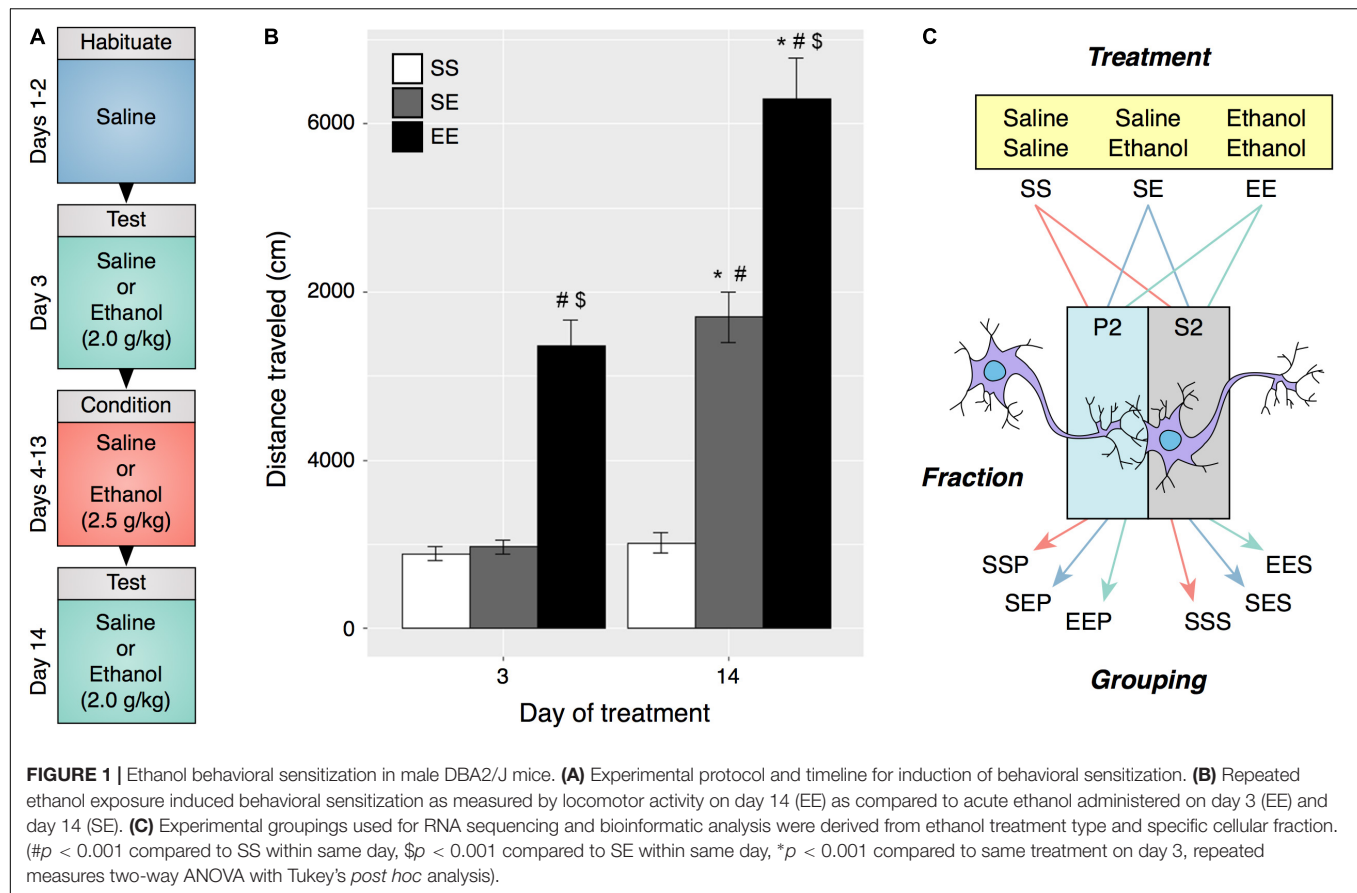 A
Days 1-2
Habituate
Saline
Day 3
Test
Saline
or
Ethanol
(2.0 g/kg)
Days 4-13
Condition
Saline
or
Ethanol
(2.5 g/kg)
Day 14
Test
Saline
or
Ethanol
(2.0 g/kg)
B
SS
SE
EE
Distance traveled (cm)
6000
2000
4000
0
# $
* #
* # $
3
14
Day of treatment
C
Treatment
Saline Saline Ethanol
Saline Ethanol Ethanol
SS SE EE
P2 S2
Fraction
SSP
SEP
EEP
SSS
SES
EES
Grouping
FIGURE 1 | Ethanol behavioral sensitization in male DBA2/J mice. (A) Experimental protocol and timeline for induction of behavioral sensitization. (B) Repeated
ethanol exposure induced behavioral sensitization as measured by locomotor activity on day 14 (EE) as compared to acute ethanol administered on day 3 (EE) and
day 14 (SE). (C) Experimental groupings used for RNA sequencing and bioinformatic analysis were derived from ethanol treatment type and specific cellular fraction.
(#p < 0.001 compared to SS within same day, $p < 0.001 compared to SE within same day, *p < 0.001 compared to same treatment on day 3, repeated
measures two-way ANOVA with Tukey's post hoc analysis).